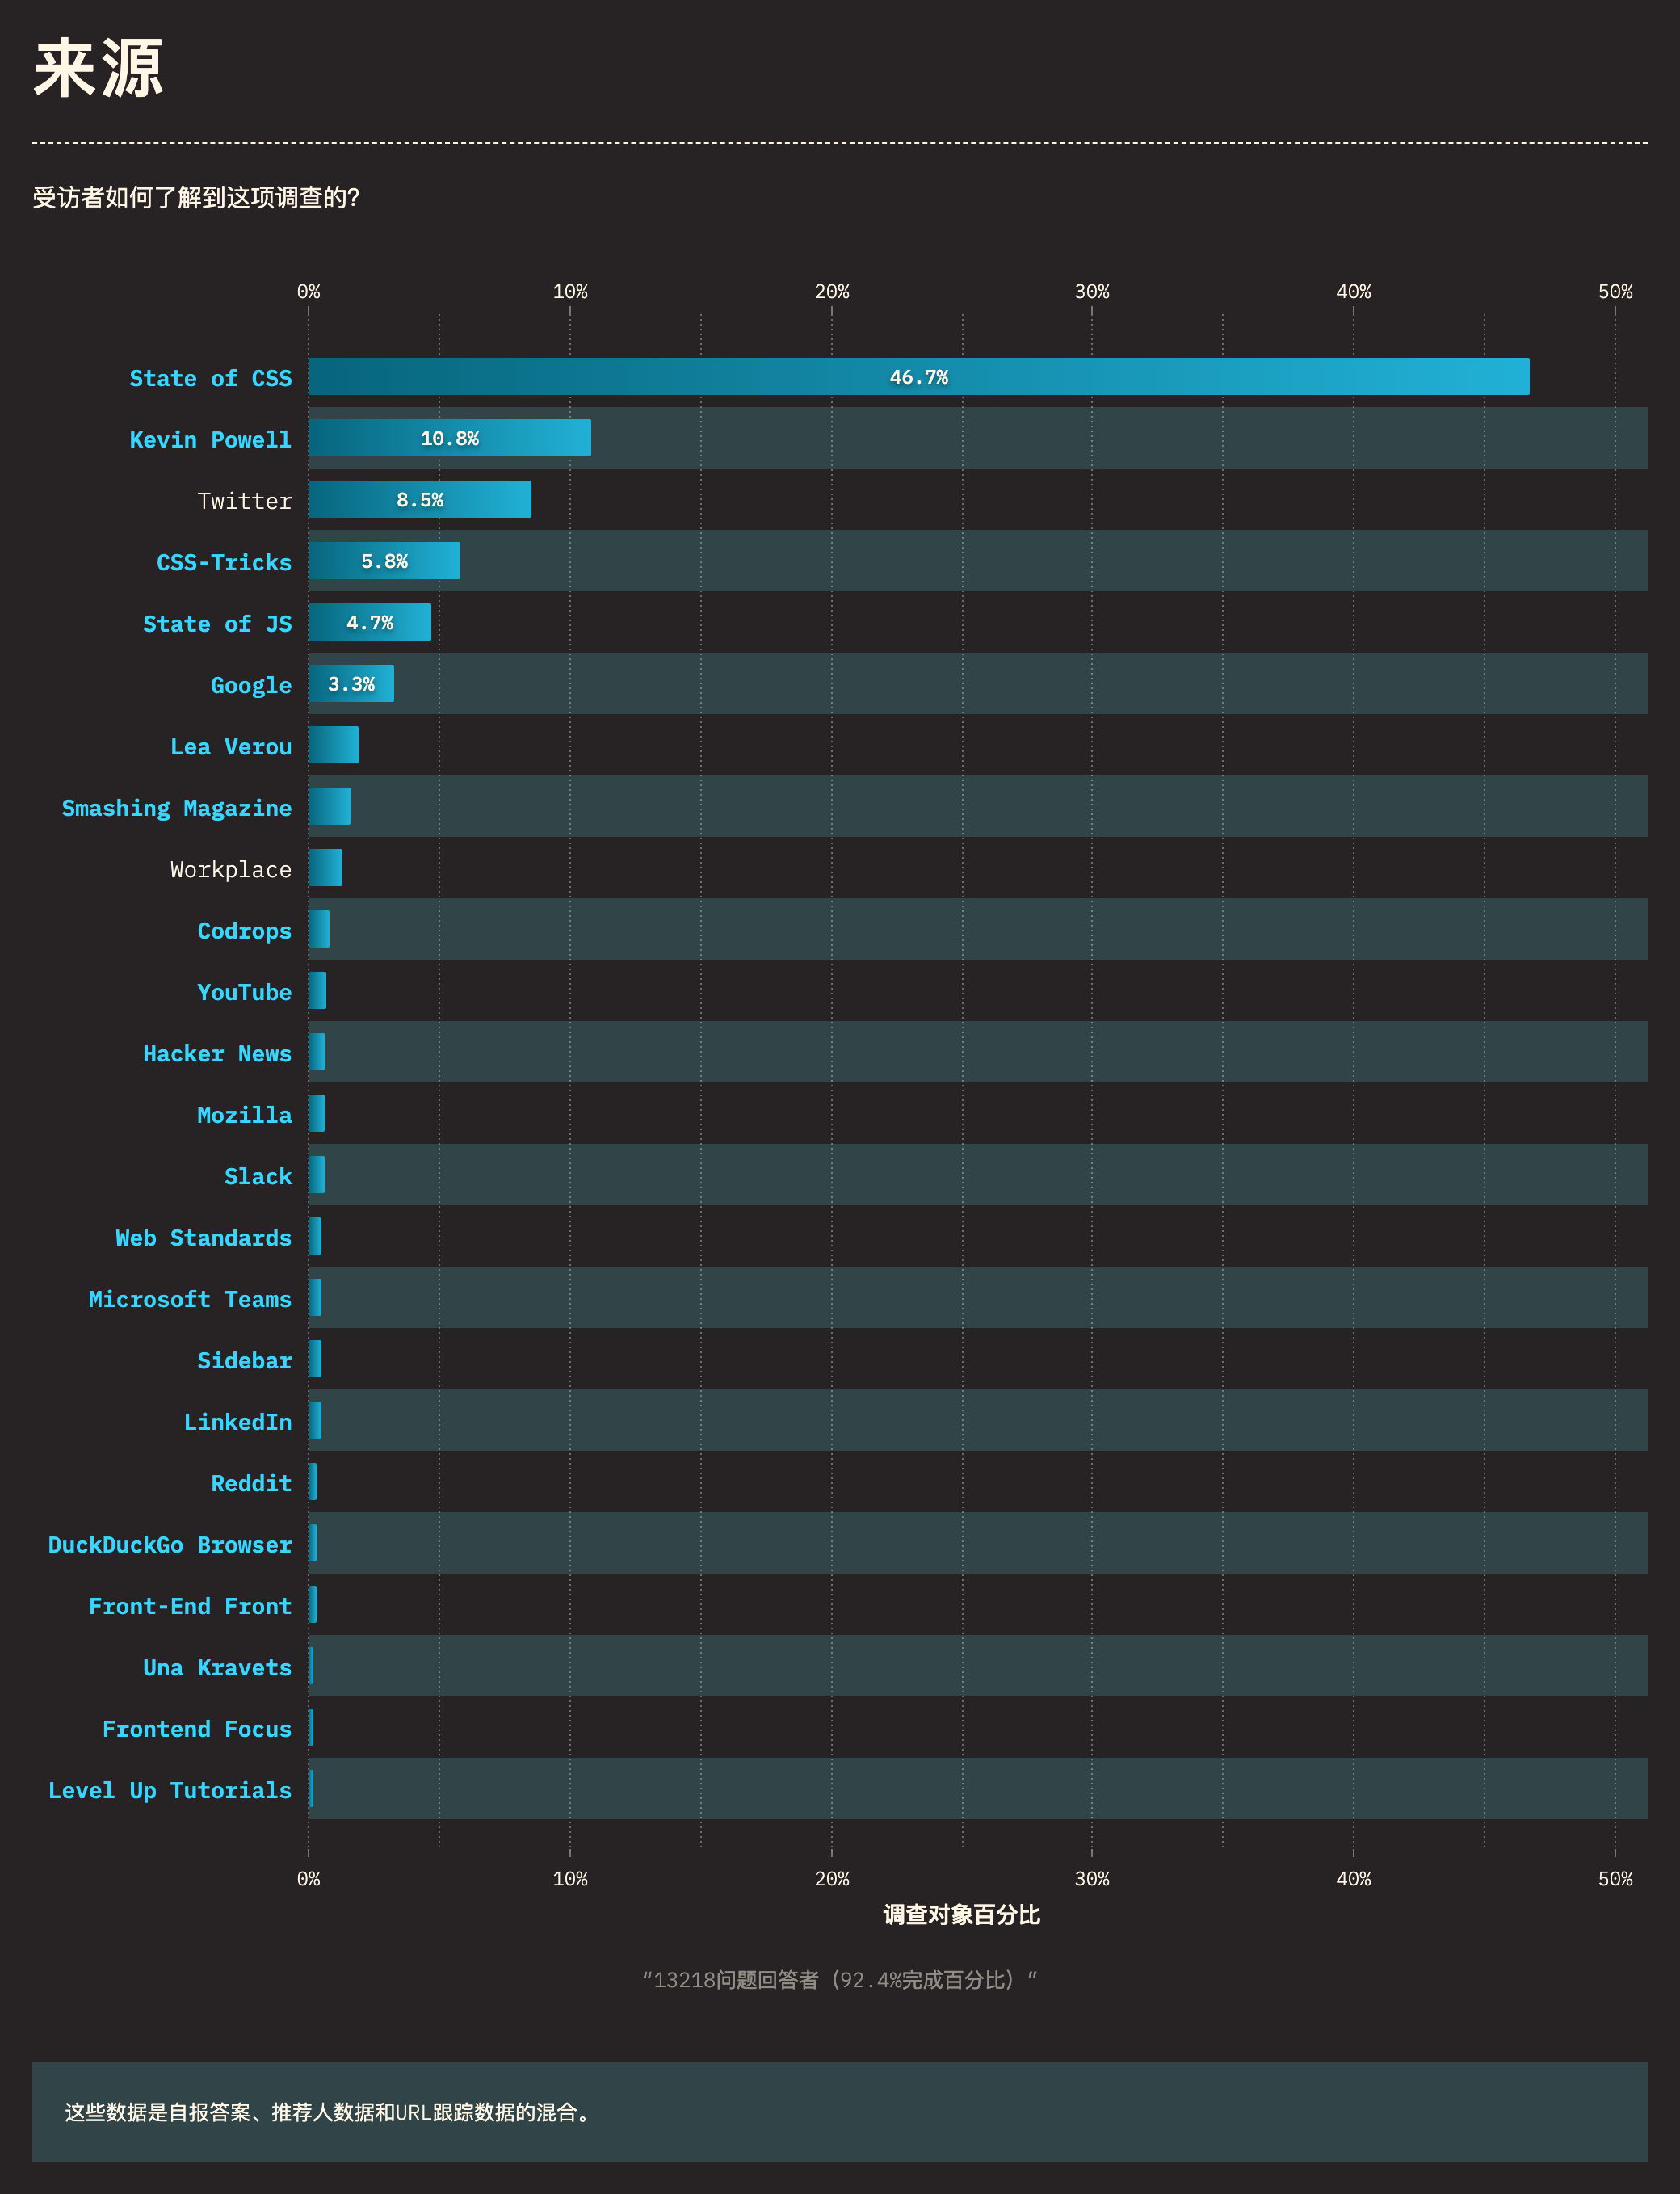 来源
受访者如何了解到这项调查的?
0% 10% 20% 30% 40% 50%
State of CSS 46.7%
Kevin Powell 10.8%
Twitter 8.5%
CSS-Tricks 5.8%
State of JS 4.7%
Google 3.3%
Lea Verou
Smashing Magazine
Workplace
Codrops
YouTube
Hacker News
Mozilla
Slack
Web Standards
Microsoft Teams
Sidebar
LinkedIn
Reddit
DuckDuckGo Browser
Front-End Front
Una Kravets
Frontend Focus
Level Up Tutorials
0% 10% 20% 30% 40% 50%
调查对象百分比
“13218问题回答者（92.4%完成百分比）”
这些数据是自报答案、推荐人数据和URL跟踪数据的混合。